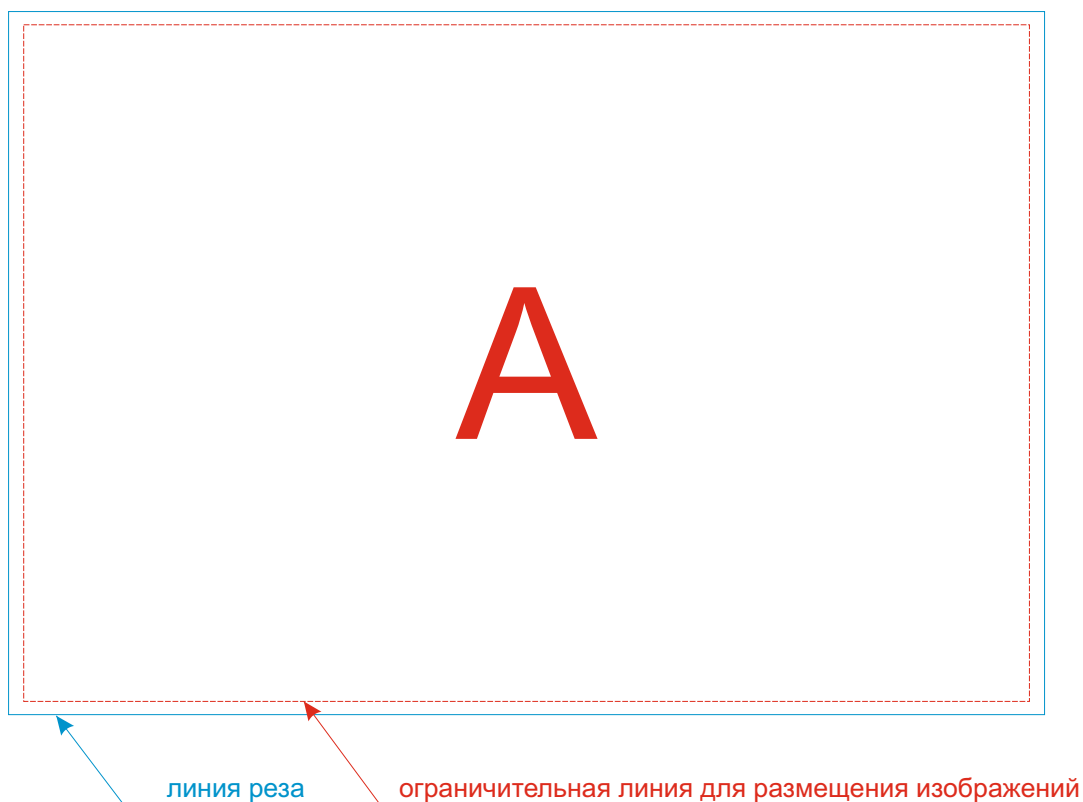 A
линия реза
ограничительная линия для размещения изображений